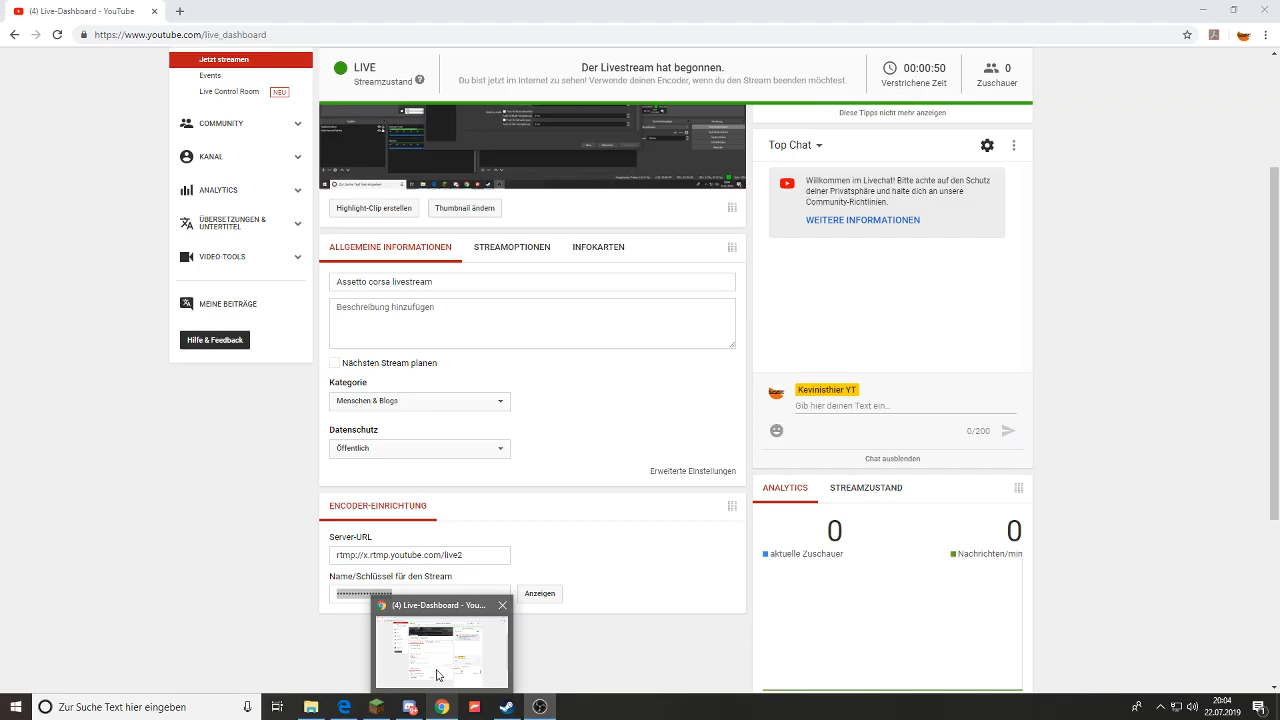 (4) Live-Dashboard - YouTube
https://www.youtube.com/live_dashboard
Jetzt streamen
Events
Live Control Room NEU
COMMUNITY
KANAL
ANALYTICS
ÜBERSETZUNGEN &
UNTERTITEL
VIDEO-TOOLS
MEINE BEITRÄGE
Hilfe & Feedback
LIVE
Streamzustand ?
Der Livestream hat begonnen.
Du bist jetzt im Internet zu sehen! Verwende deinen Encoder, wenn du den Stream beenden möchtest.
00:00:50
Verstrichene Zeit
0
Zuschauer
Highlight-Clip erstellen
Thumbnail ändern
ALLGEMEINE INFORMATIONEN
STREAMOPTIONEN
INFOKARTEN
Assetto corsa livestream
Beschreibung hinzufügen
Nächsten Stream planen
Kategorie
Menschen & Blogs
Datenschutz
Öffentlich
Erweiterte Einstellungen
ENCODER-EINRICHTUNG
Server-URL
rtmp://x.rtmp.youtube.com/live2
Name/Schlüssel für den Stream
Anzeigen
Diese Tipps nicht mehr anzeigen
Top Chat
Willkommen im Livechat! Bitte achte auf den Schutz
deiner Privatsphäre und halte dich an unsere
Community-Richtlinien.
WEITERE INFORMATIONEN
Kevinisthier YT
Gib hier deinen Text ein…
0/200
Chat ausblenden
ANALYTICS
STREAMZUSTAND
0
aktuelle Zuschauer
0
Nachrichten/min
(4) Live-Dashboard - You...
Zur Suche Text hier eingeben
20:04
22.07.2019